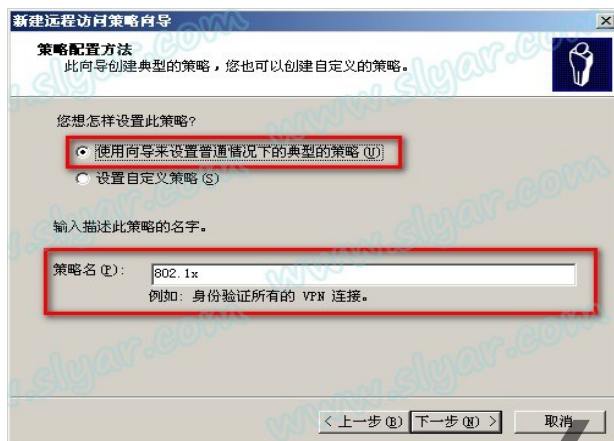 新建远程访问策略向导
策略配置方法
此向导创建典型的策略，您也可以创建自定义的策略。
您想怎样设置此策略?
使用向导来设置普通情况下的典型的策略(U)
设置自定义策略(S)
输入描述此策略的名字。
策略名(P): 802.1x
例如: 身份验证所有的 VPN 连接。
< 上一步(B) 下一步(N) > 取消
www.slyar.com